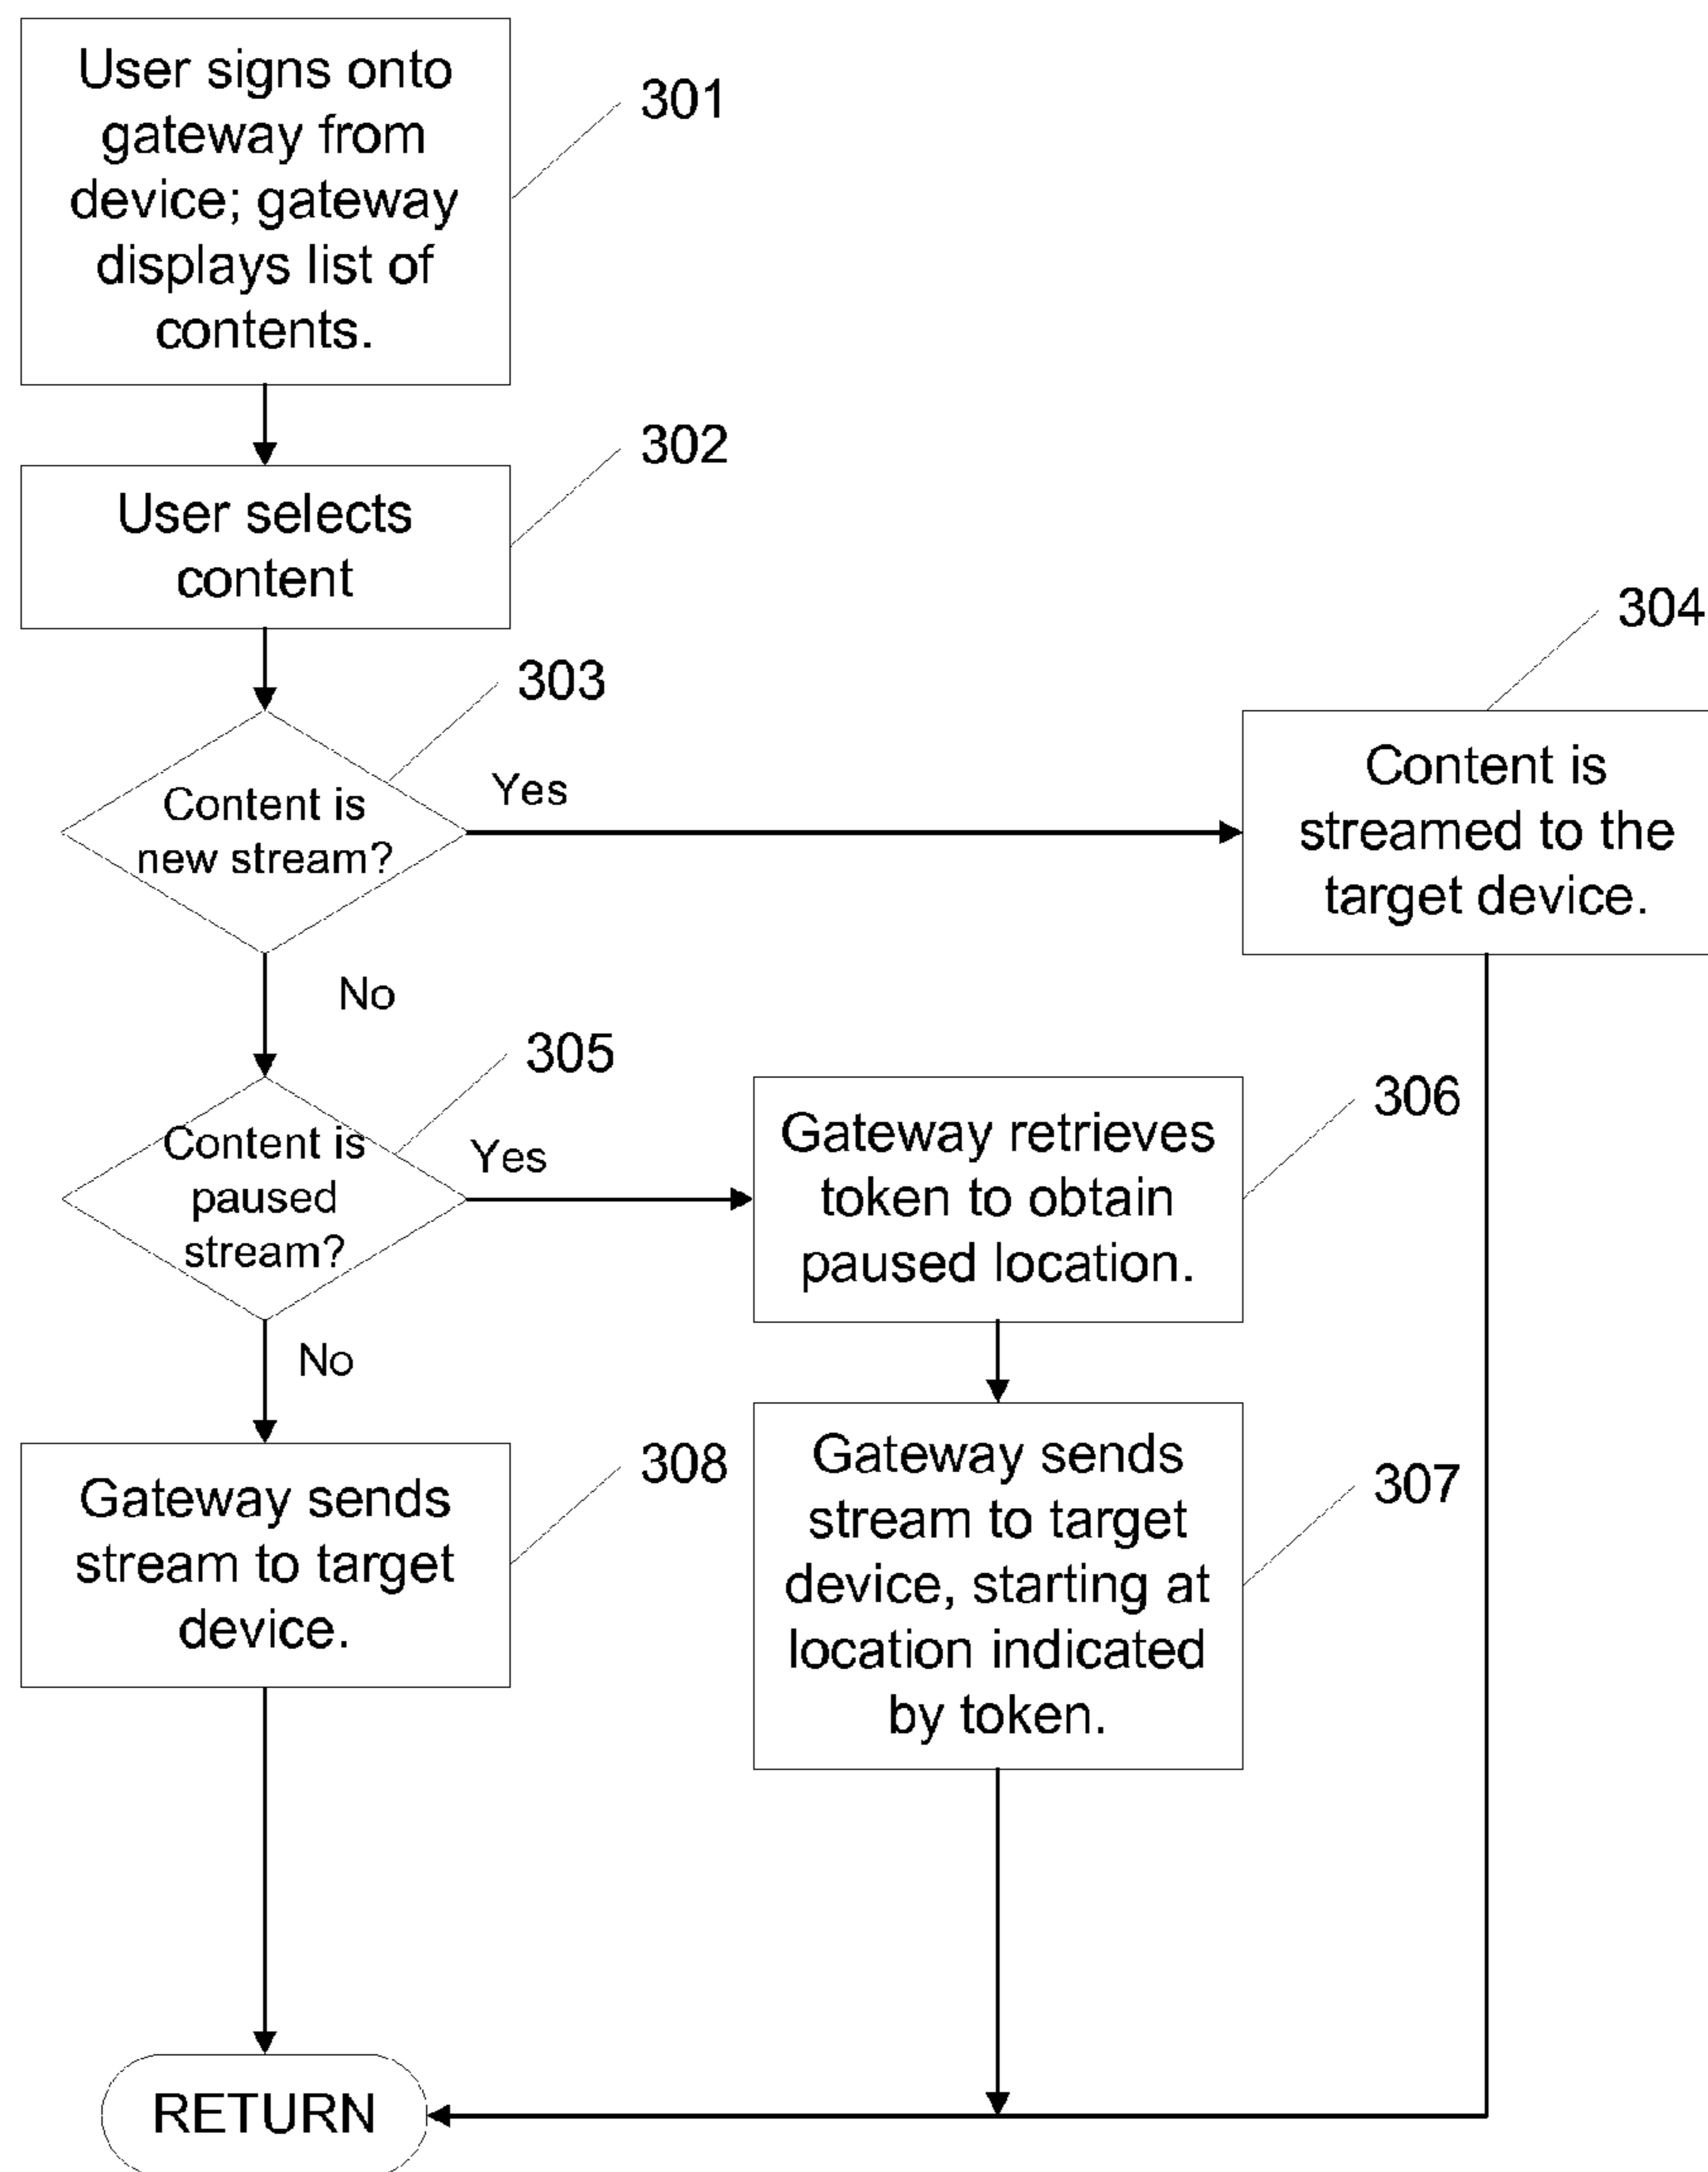 User signs onto
gateway from
device; gateway
displays list of
contents.
301
User selects
content
302
303
Content is
new stream?
Yes
304
Content is
streamed to the
target device.
No
305
Content is
paused
stream?
Yes
306
Gateway retrieves
token to obtain
paused location.
No
308
Gateway sends
stream to target
device.
307
Gateway sends
stream to target
device, starting at
location indicated
by token.
RETURN